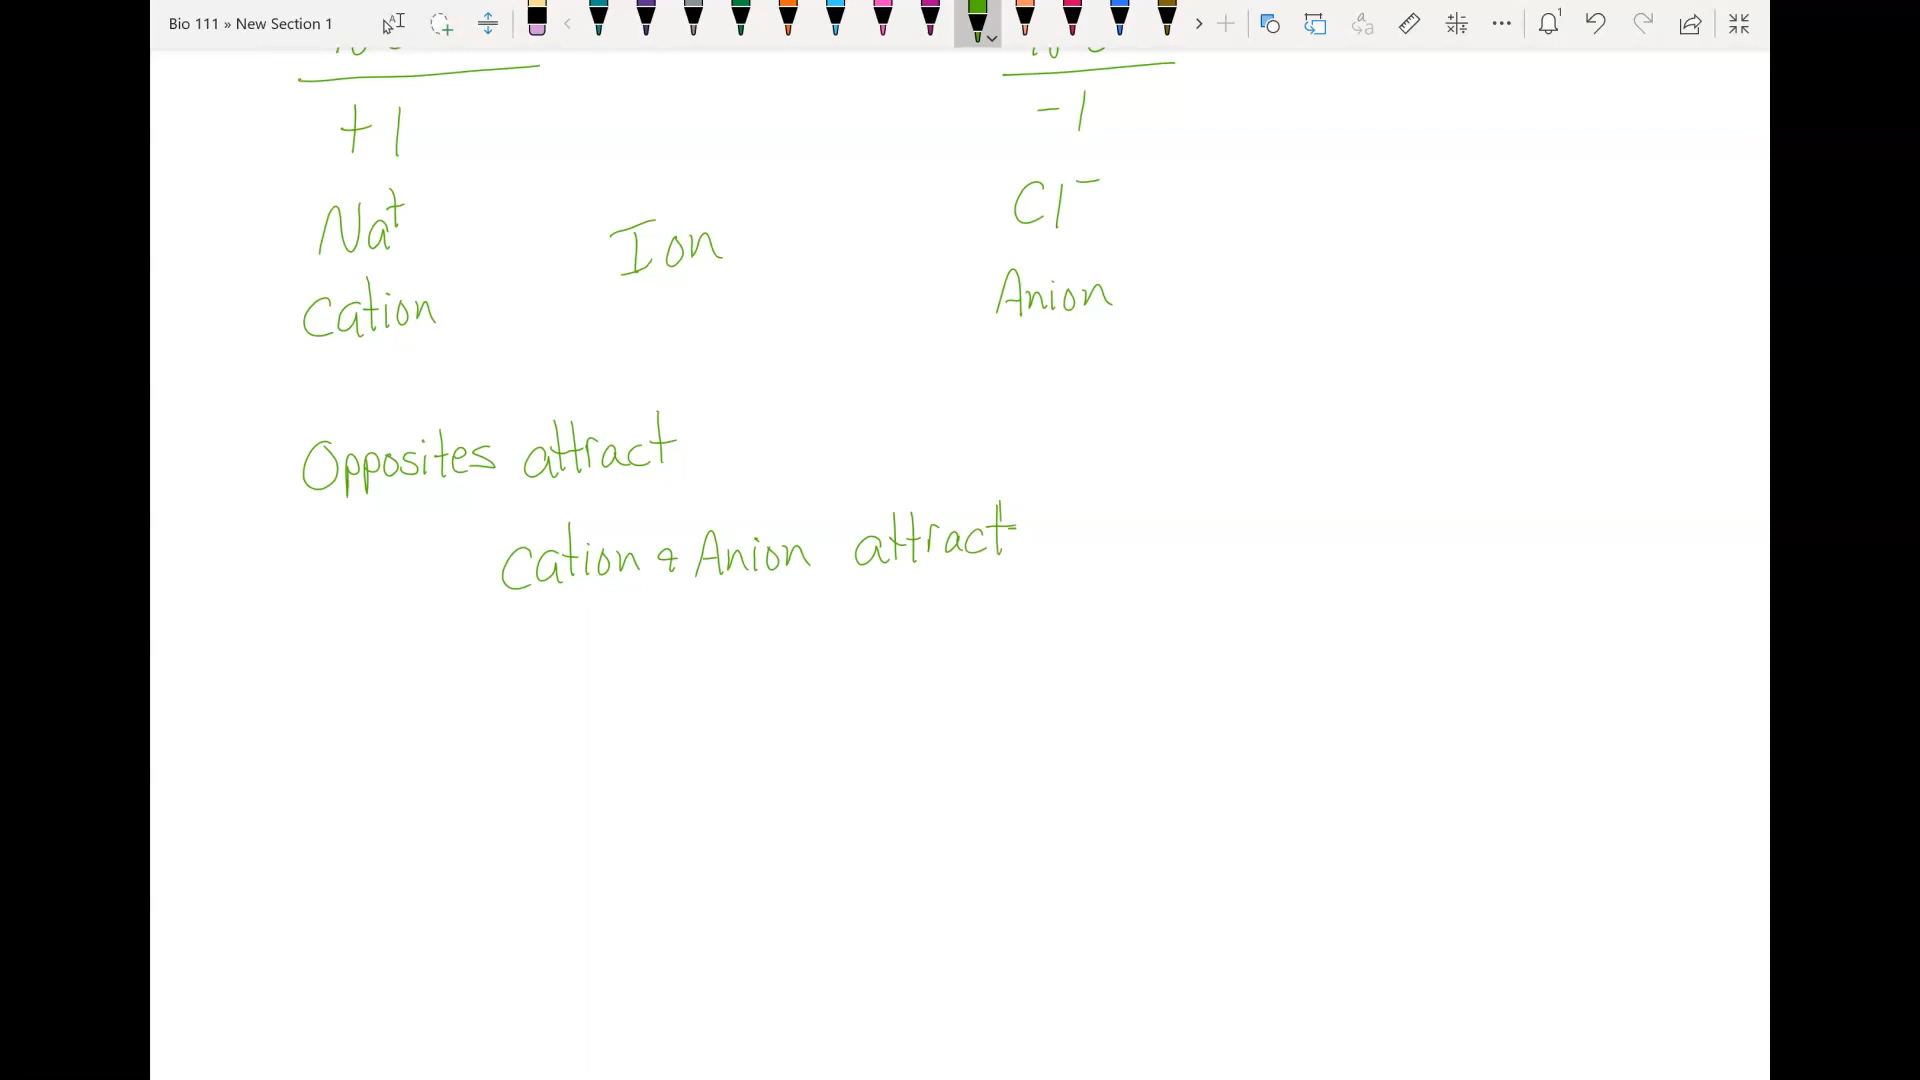 Bio 111 » New Section 1
+1
-1
Na+
Cl-
Ion
Cation
Anion
Opposites attract
Cation & Anion attract